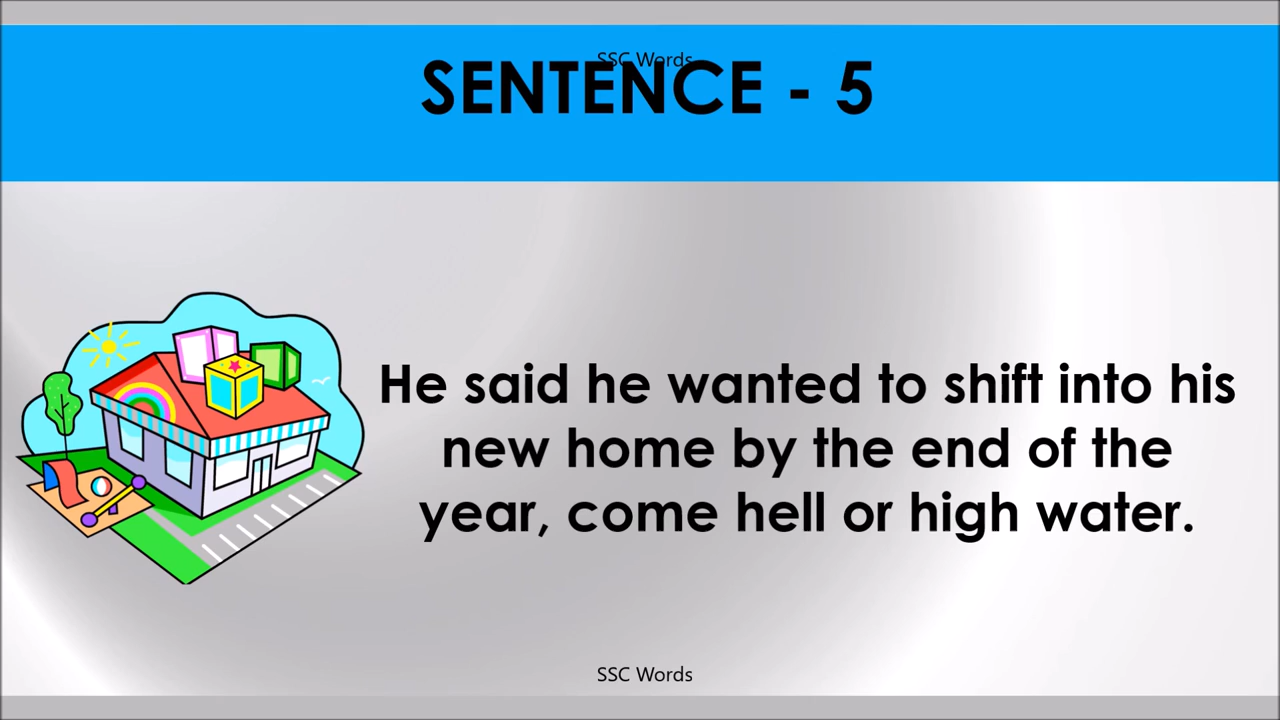 SSC Words
SENTENCE - 5
He said he wanted to shift into his
new home by the end of the
year, come hell or high water.
SSC Words